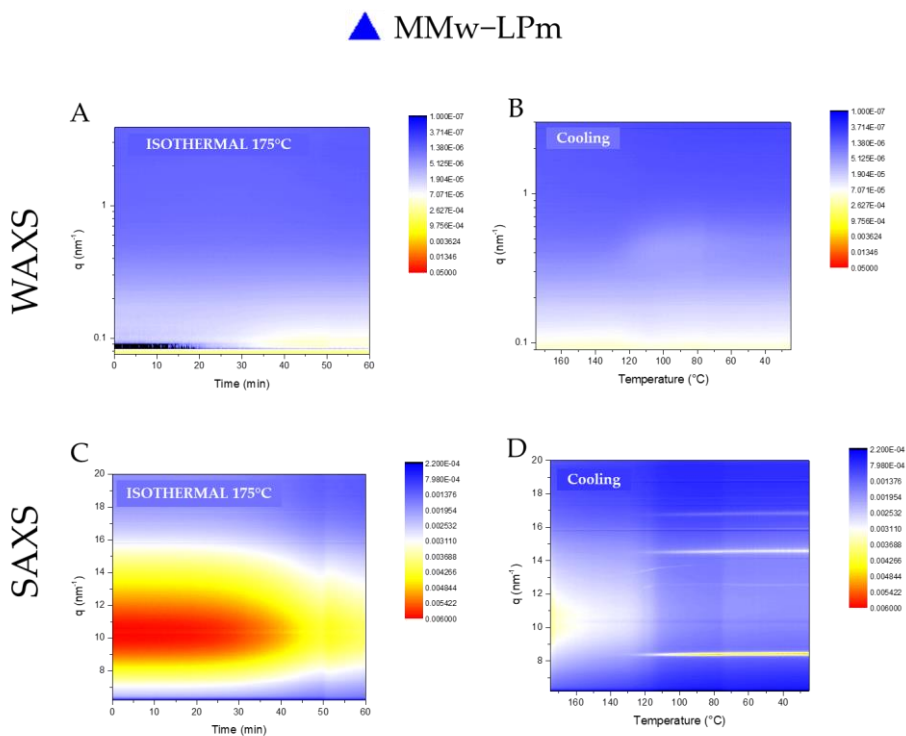 MMw–LPm
A
B
WAXS
ISOTHERMAL 175°C
Cooling
q (nm⁻¹)
1
0.1
0 10 20 30 40 50 60
Time (min)
1.000E-07
3.714E-07
1.380E-06
5.125E-06
1.904E-05
7.071E-05
2.627E-04
9.756E-04
0.003624
0.01346
0.05000
q (nm⁻¹)
1
0.1
160 140 120 100 80 60 40
Temperature (°C)
1.000E-07
3.714E-07
1.380E-06
5.125E-06
1.904E-05
7.071E-05
2.627E-04
9.756E-04
0.003624
0.01346
0.05000
C
D
SAXS
ISOTHERMAL 175°C
Cooling
q (nm⁻¹)
20
18
16
14
12
10
8
0 10 20 30 40 50 60
Time (min)
2.200E-04
7.980E-04
0.001376
0.001954
0.002532
0.003110
0.003688
0.004266
0.004844
0.005422
0.006000
q (nm⁻¹)
20
18
16
14
12
10
8
160 140 120 100 80 60 40
Temperature (°C)
2.200E-04
7.980E-04
0.001376
0.001954
0.002532
0.003110
0.003688
0.004266
0.004844
0.005422
0.006000